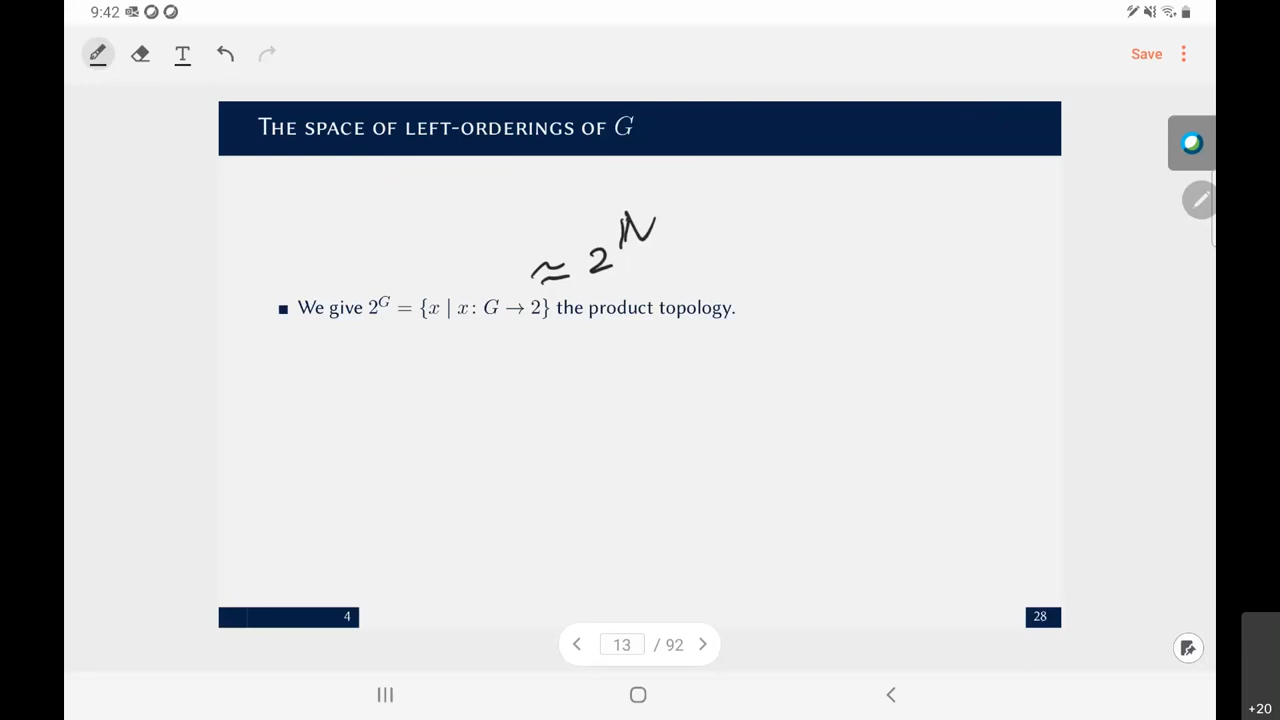 9:42
T
Save
THE SPACE OF LEFT-ORDERINGS OF G
≈ 2^ℕ
■ We give 2^G = {x | x: G → 2} the product topology.
4
28
13 / 92
+20